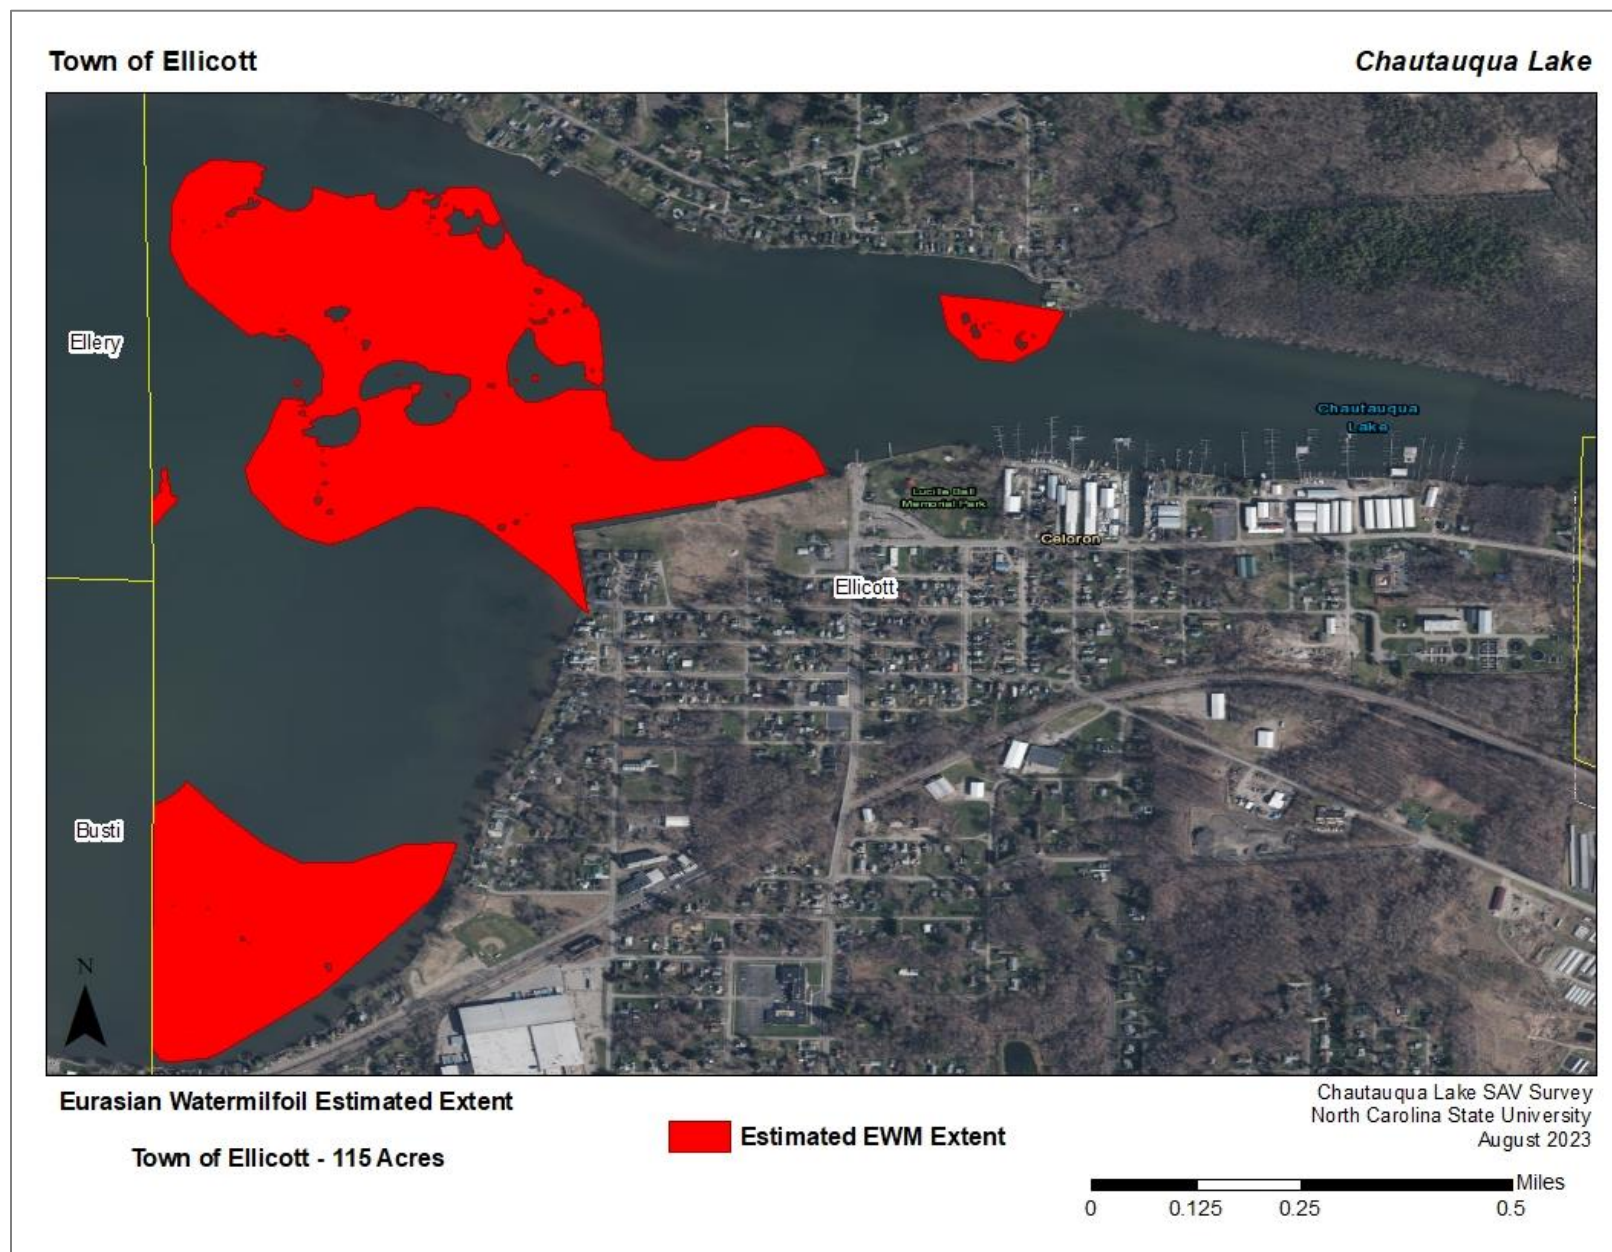 Town of Ellicott
Chautauqua Lake
Ellery
Chautauqua
Lake
Lucille Ball
Memorial Park
Celoron
Ellicott
Busti
N
Eurasian Watermilfoil Estimated Extent
Town of Ellicott - 115 Acres
Estimated EWM Extent
Chautauqua Lake SAV Survey
North Carolina State University
August 2023
Miles
0 0.125 0.25 0.5